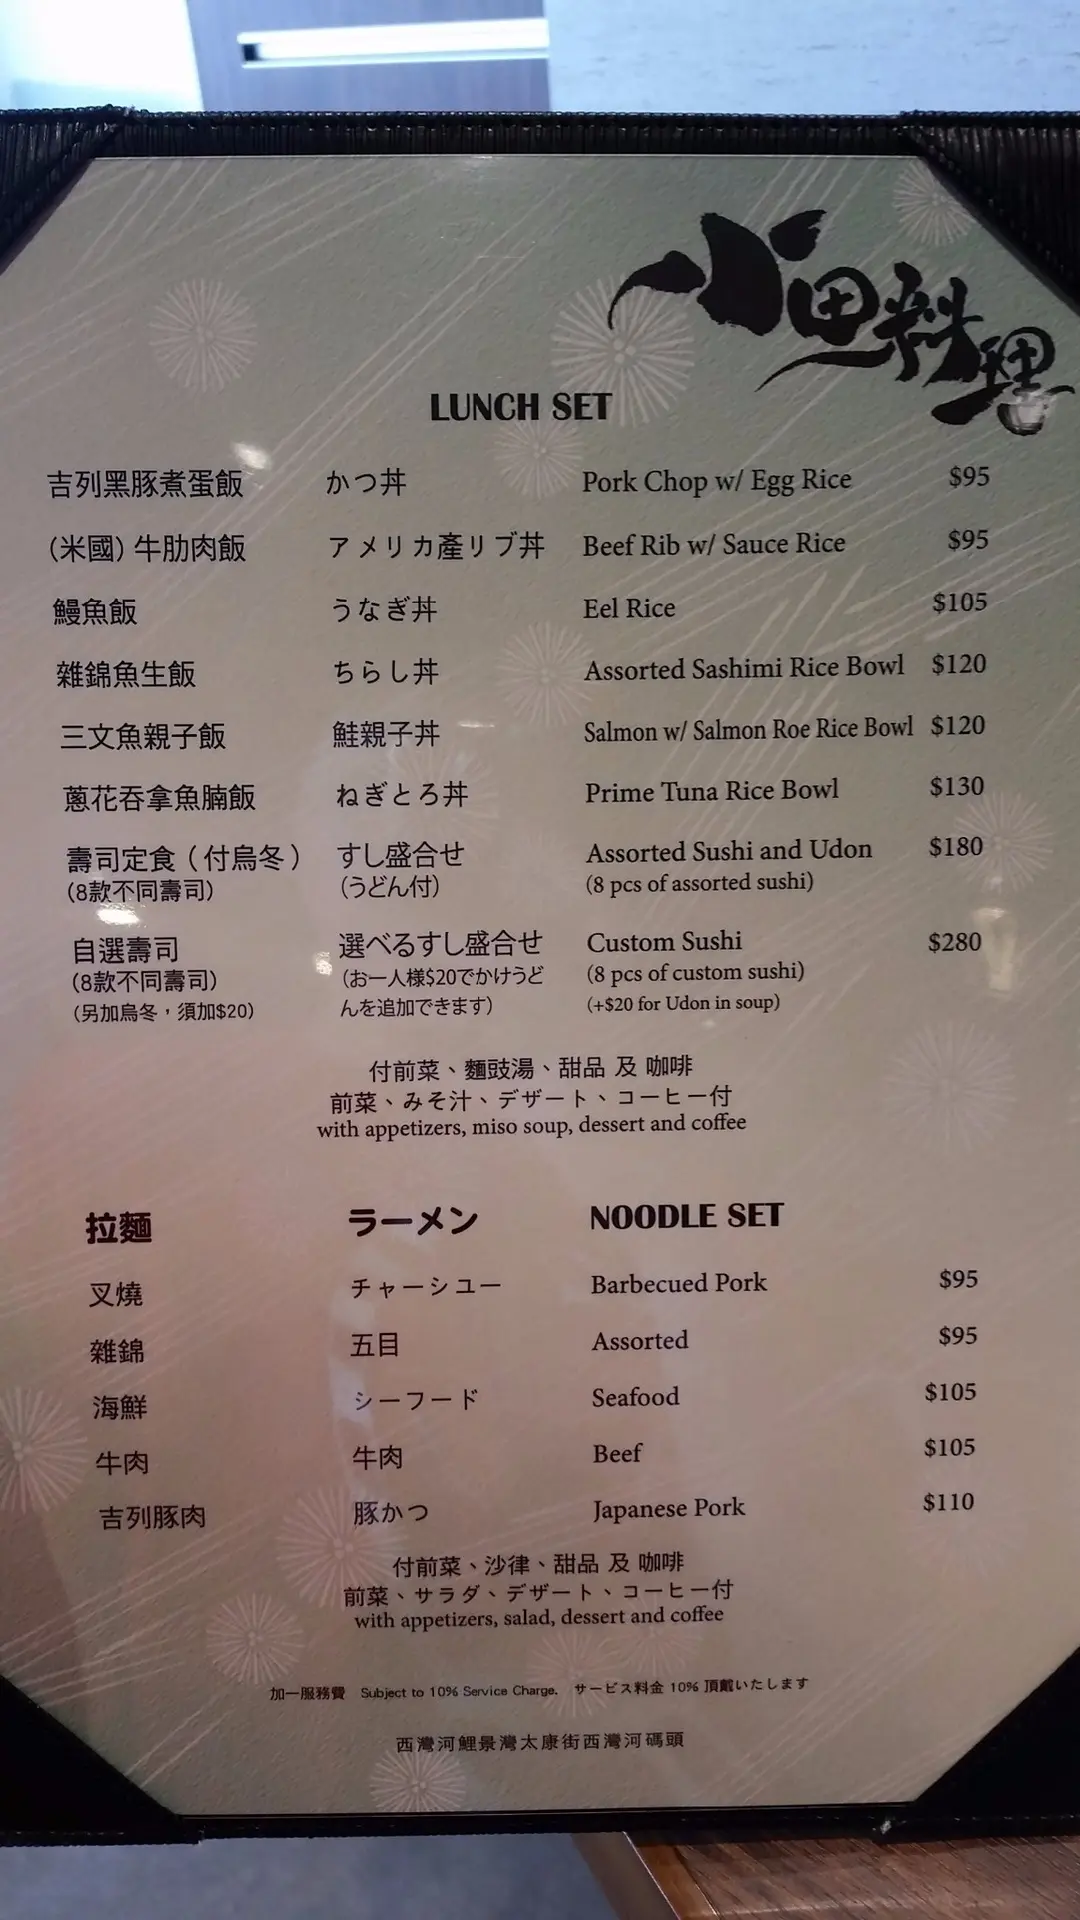 小魚料理
LUNCH SET
吉列黑豚煮蛋飯 かつ丼 Pork Chop w/ Egg Rice $95
(米國) 牛肋肉飯 アメリカ產リブ丼 Beef Rib w/ Sauce Rice $95
鰻魚飯 うなぎ丼 Eel Rice $105
雜錦魚生飯 ちらし丼 Assorted Sashimi Rice Bowl $120
三文魚親子飯 鮭親子丼 Salmon w/ Salmon Roe Rice Bowl $120
蔥花吞拿魚腩飯 ねぎとろ丼 Prime Tuna Rice Bowl $130
壽司定食 ( 付烏冬 ) すし盛合せ Assorted Sushi and Udon $180
(8款不同壽司) (うどん付) (8 pcs of assorted sushi)
自選壽司 選べるすし盛合せ Custom Sushi $280
(8款不同壽司) (お一人様$20でかけうど (8 pcs of custom sushi)
(另加烏冬，須加$20) んを追加できます) (+$20 for Udon in soup)
付前菜、麵豉湯、甜品 及 咖啡
前菜、みそ汁、デザート、コーヒー付
with appetizers, miso soup, dessert and coffee
拉麵 ラーメン NOODLE SET
叉燒 チャーシュー Barbecued Pork $95
雜錦 五目 Assorted $95
海鮮 シーフード Seafood $105
牛肉 牛肉 Beef $105
吉列豚肉 豚かつ Japanese Pork $110
付前菜、沙律、甜品 及 咖啡
前菜、サラダ、デザート、コーヒー付
with appetizers, salad, dessert and coffee
加一服務費 Subject to 10% Service Charge. サービス料金 10% 頂戴いたします
西灣河鯉景灣太康街西灣河碼頭